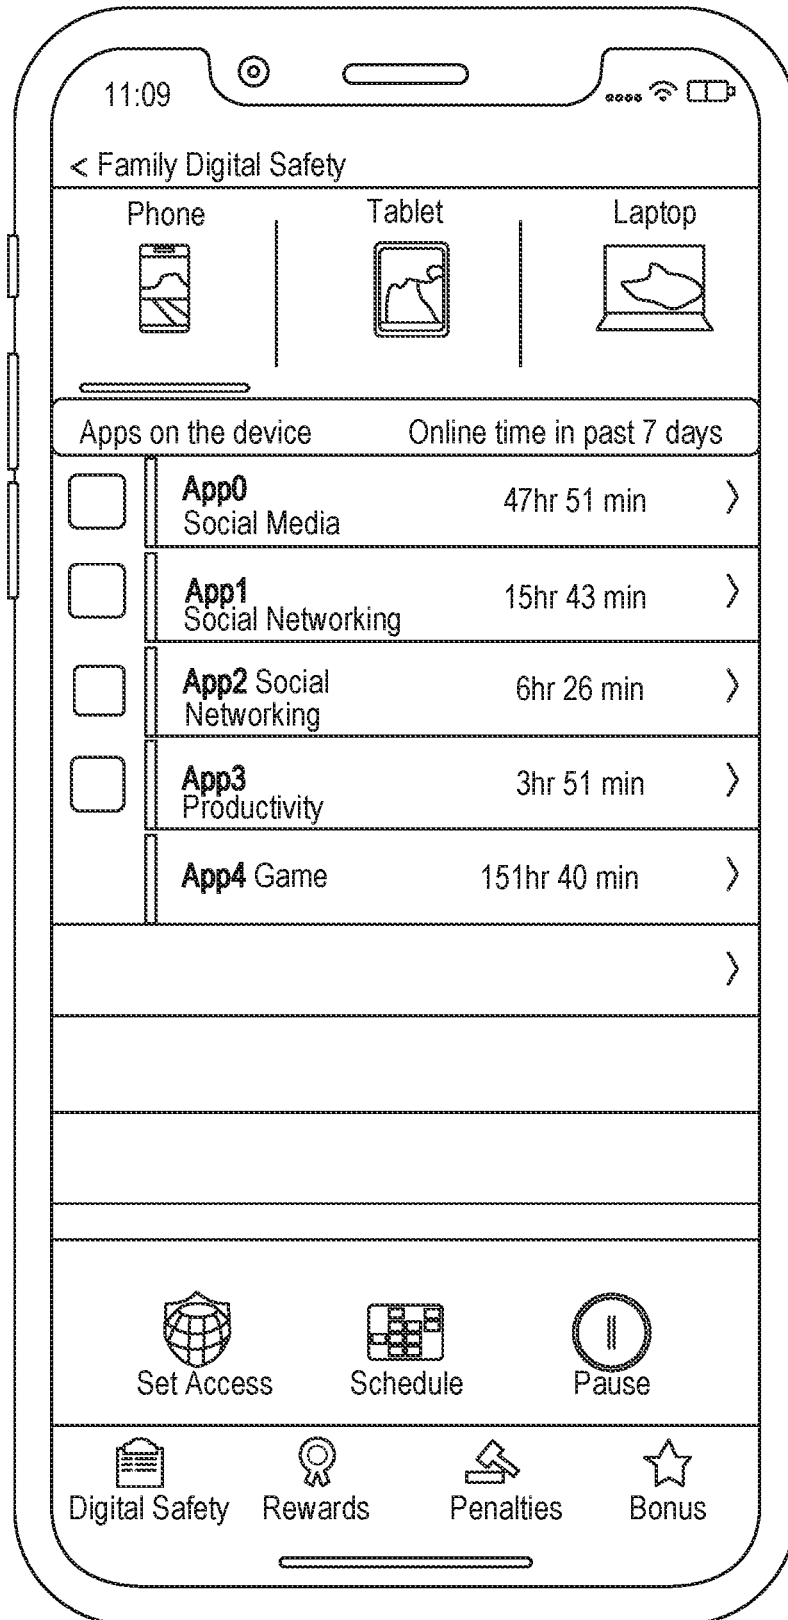 11:09
< Family Digital Safety
Phone Tablet Laptop
Apps on the device Online time in past 7 days
App0
Social Media 47hr 51 min >
App1
Social Networking 15hr 43 min >
App2 Social
Networking 6hr 26 min >
App3
Productivity 3hr 51 min >
App4 Game 151hr 40 min >
>
Set Access Schedule Pause
Digital Safety Rewards Penalties Bonus